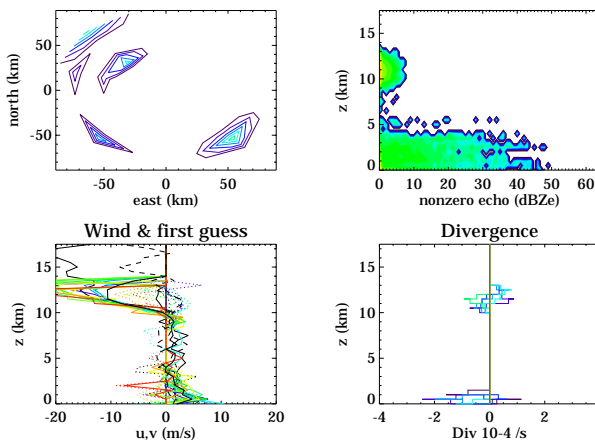 50
0
-50
north (km)
-50 0 50
east (km)
15
10
5
0
z (km)
0 10 20 30 40 50 60
nonzero echo (dBZe)
Wind & first guess
15
10
5
0
z (km)
-20 -10 0 10 20
u,v (m/s)
Divergence
15
10
5
0
z (km)
-4 -2 0 2 4
Div 10-4 /s